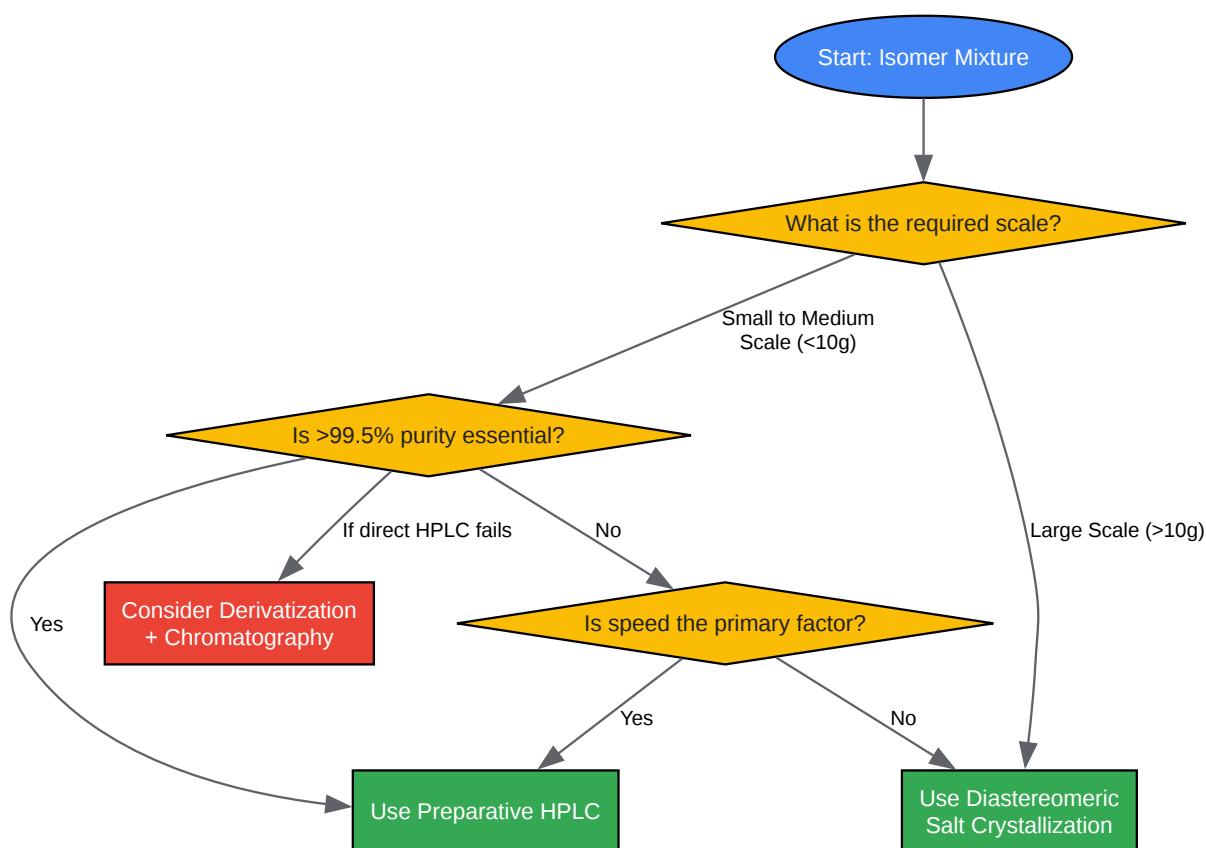 Start: Isomer Mixture
What is the required scale?
Small to Medium
Scale (<10g)
Is >99.5% purity essential?
If direct HPLC fails
No
Large Scale (>10g)
Consider Derivatization
+ Chromatography
Yes
Is speed the primary factor?
Yes
No
Use Preparative HPLC
Use Diastereomeric
Salt Crystallization